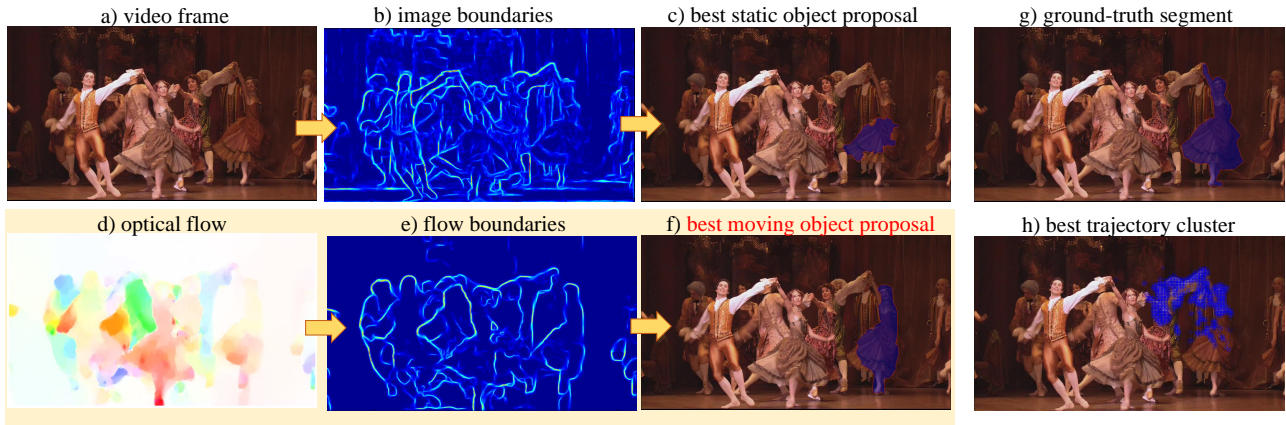 a) video frame
b) image boundaries
c) best static object proposal
g) ground-truth segment
d) optical flow
e) flow boundaries
f) best moving object proposal
h) best trajectory cluster